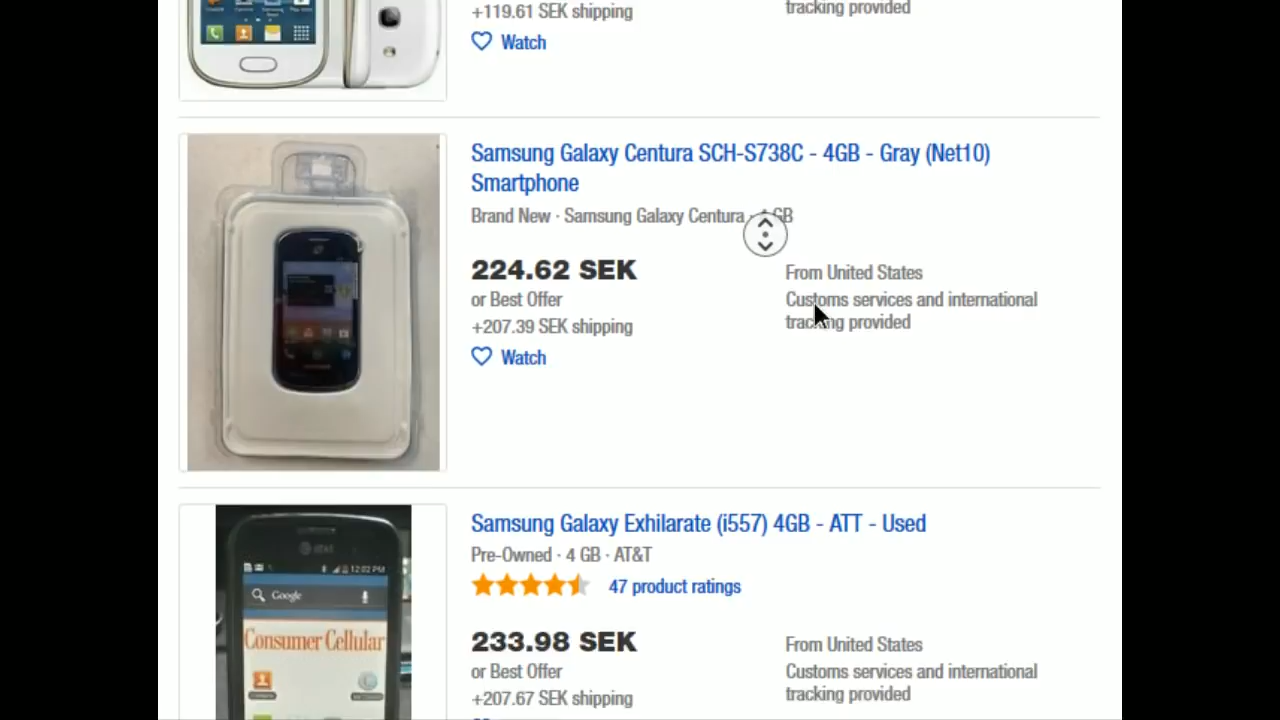 +119.61 SEK shipping
tracking provided
Watch
Samsung Galaxy Centura SCH-S738C - 4GB - Gray (Net10)
Smartphone
Brand New · Samsung Galaxy Centura · 4 GB
224.62 SEK
From United States
or Best Offer
Customs services and international
+207.39 SEK shipping
tracking provided
Watch
Samsung Galaxy Exhilarate (i557) 4GB - ATT - Used
Pre-Owned · 4 GB · AT&T
47 product ratings
at&t
12:02 PM
Google
Consumer Cellular
233.98 SEK
From United States
or Best Offer
Customs services and international
+207.67 SEK shipping
tracking provided